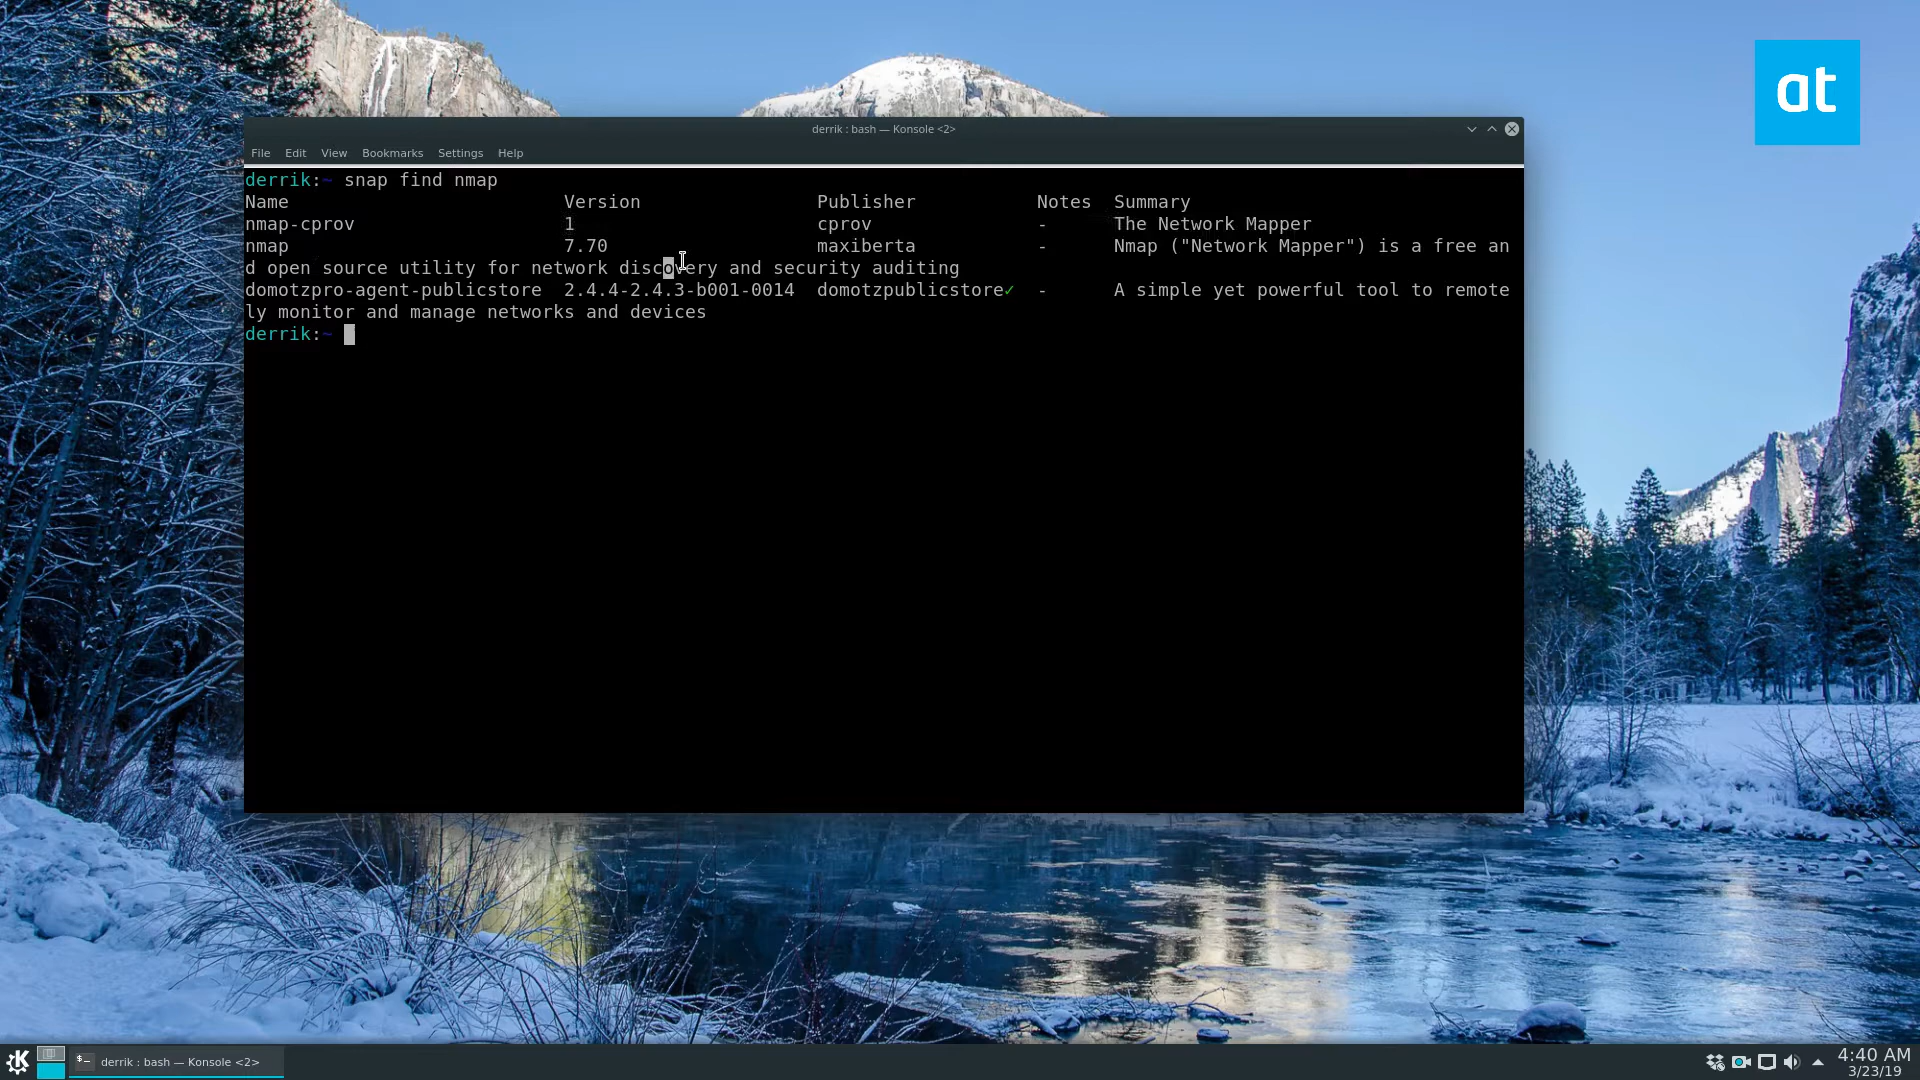 at
derrik : bash — Konsole <2>
File Edit View Bookmarks Settings Help
derrik:~ snap find nmap
Name Version Publisher Notes Summary
nmap-cprov 1 cprov - The Network Mapper
nmap 7.70 maxiberta - Nmap ("Network Mapper") is a free an
d open source utility for network discovery and security auditing
domotzpro-agent-publicstore 2.4.4-2.4.3-b001-0014 domotzpublicstore✓ - A simple yet powerful tool to remote
ly monitor and manage networks and devices
derrik:~
derrik : bash — Konsole <2>
4:40 AM
3/23/19